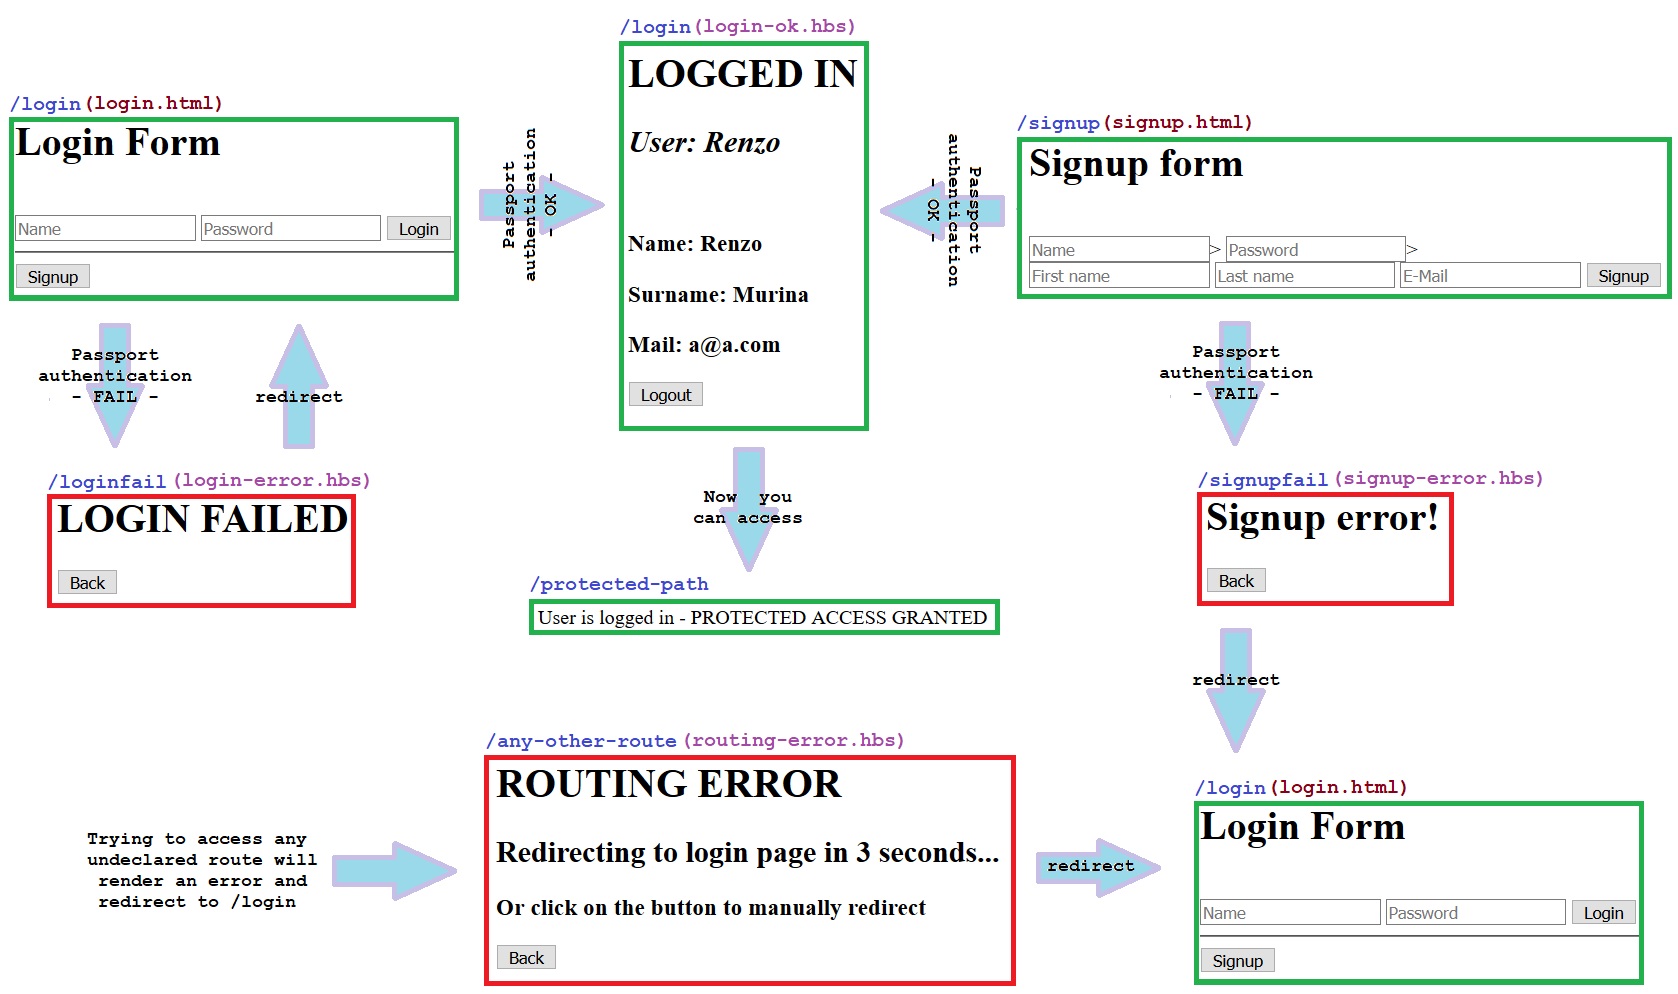 /login(login-ok.hbs)
LOGGED IN
User: Renzo
Name: Renzo
Surname: Murina
Mail: a@a.com
Logout
/login(login.html)
Login Form
Name Password Login
Signup
Passport
authentication
- OK -
/signup(signup.html)
Signup form
Name > Password >
First name Last name E-Mail Signup
Passport
authentication
- OK -
Passport
authentication
- FAIL -
redirect
Passport
authentication
- FAIL -
/loginfail(login-error.hbs)
LOGIN FAILED
Back
Now you
can access
/protected-path
User is logged in - PROTECTED ACCESS GRANTED
/signupfail(signup-error.hbs)
Signup error!
Back
redirect
Trying to access any
undeclared route will
render an error and
redirect to /login
/any-other-route(routing-error.hbs)
ROUTING ERROR
Redirecting to login page in 3 seconds...
Or click on the button to manually redirect
Back
redirect
/login(login.html)
Login Form
Name Password Login
Signup